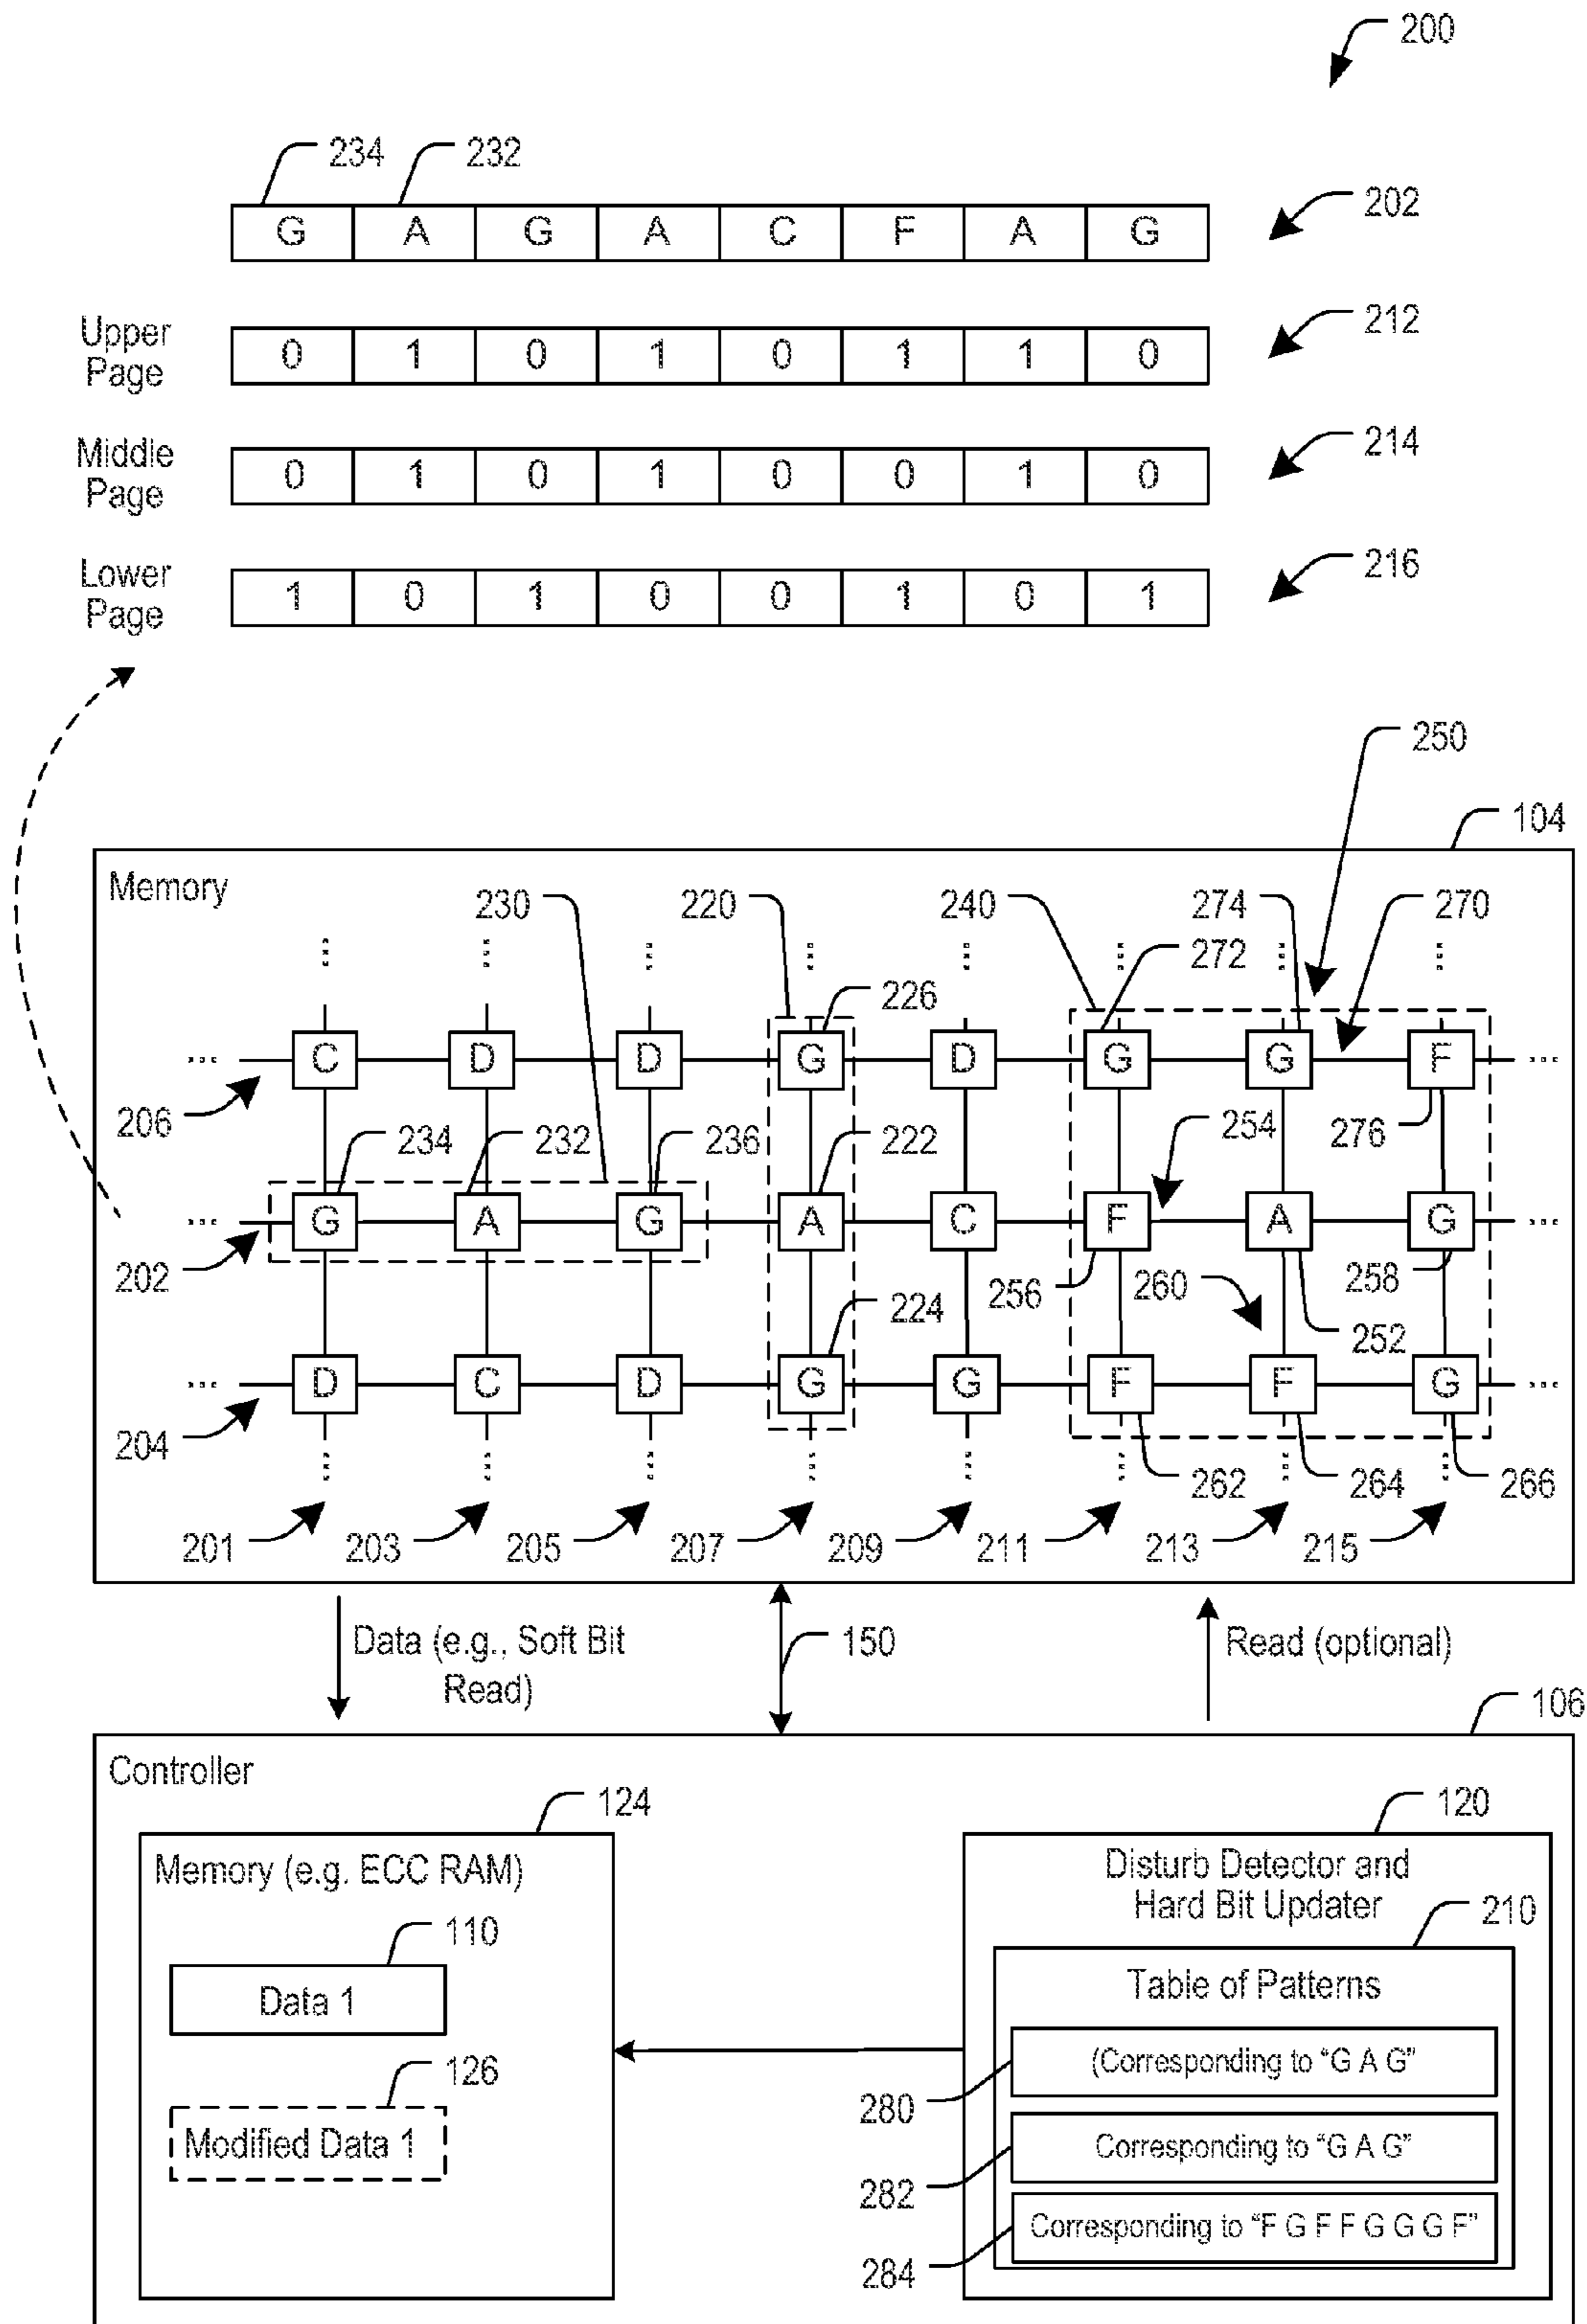 200
234 232
G A G A C F A G
202
Upper
Page
0 1 0 1 0 1 1 0
212
Middle
Page
0 1 0 1 0 0 1 0
214
Lower
Page
1 0 1 0 0 1 0 1
216
250
104
Memory
230 220 240 274 270
272
226
... C D D G D G G F ...
206
234 232 236 222 254 276
... G A G A C F A G ...
202
224 256 260 252 258
... D C D G G F F G ...
204
262 264 266
201 203 205 207 209 211 213 215
Data (e.g., Soft Bit
Read)
150
Read (optional)
106
Controller
124
120
Memory (e.g. ECC RAM)
Disturb Detector and
Hard Bit Updater
210
110
Data 1
Table of Patterns
126
Modified Data 1
(Corresponding to “G A G”
280
Corresponding to “G A G”
282
Corresponding to “F G F F G G G F”
284